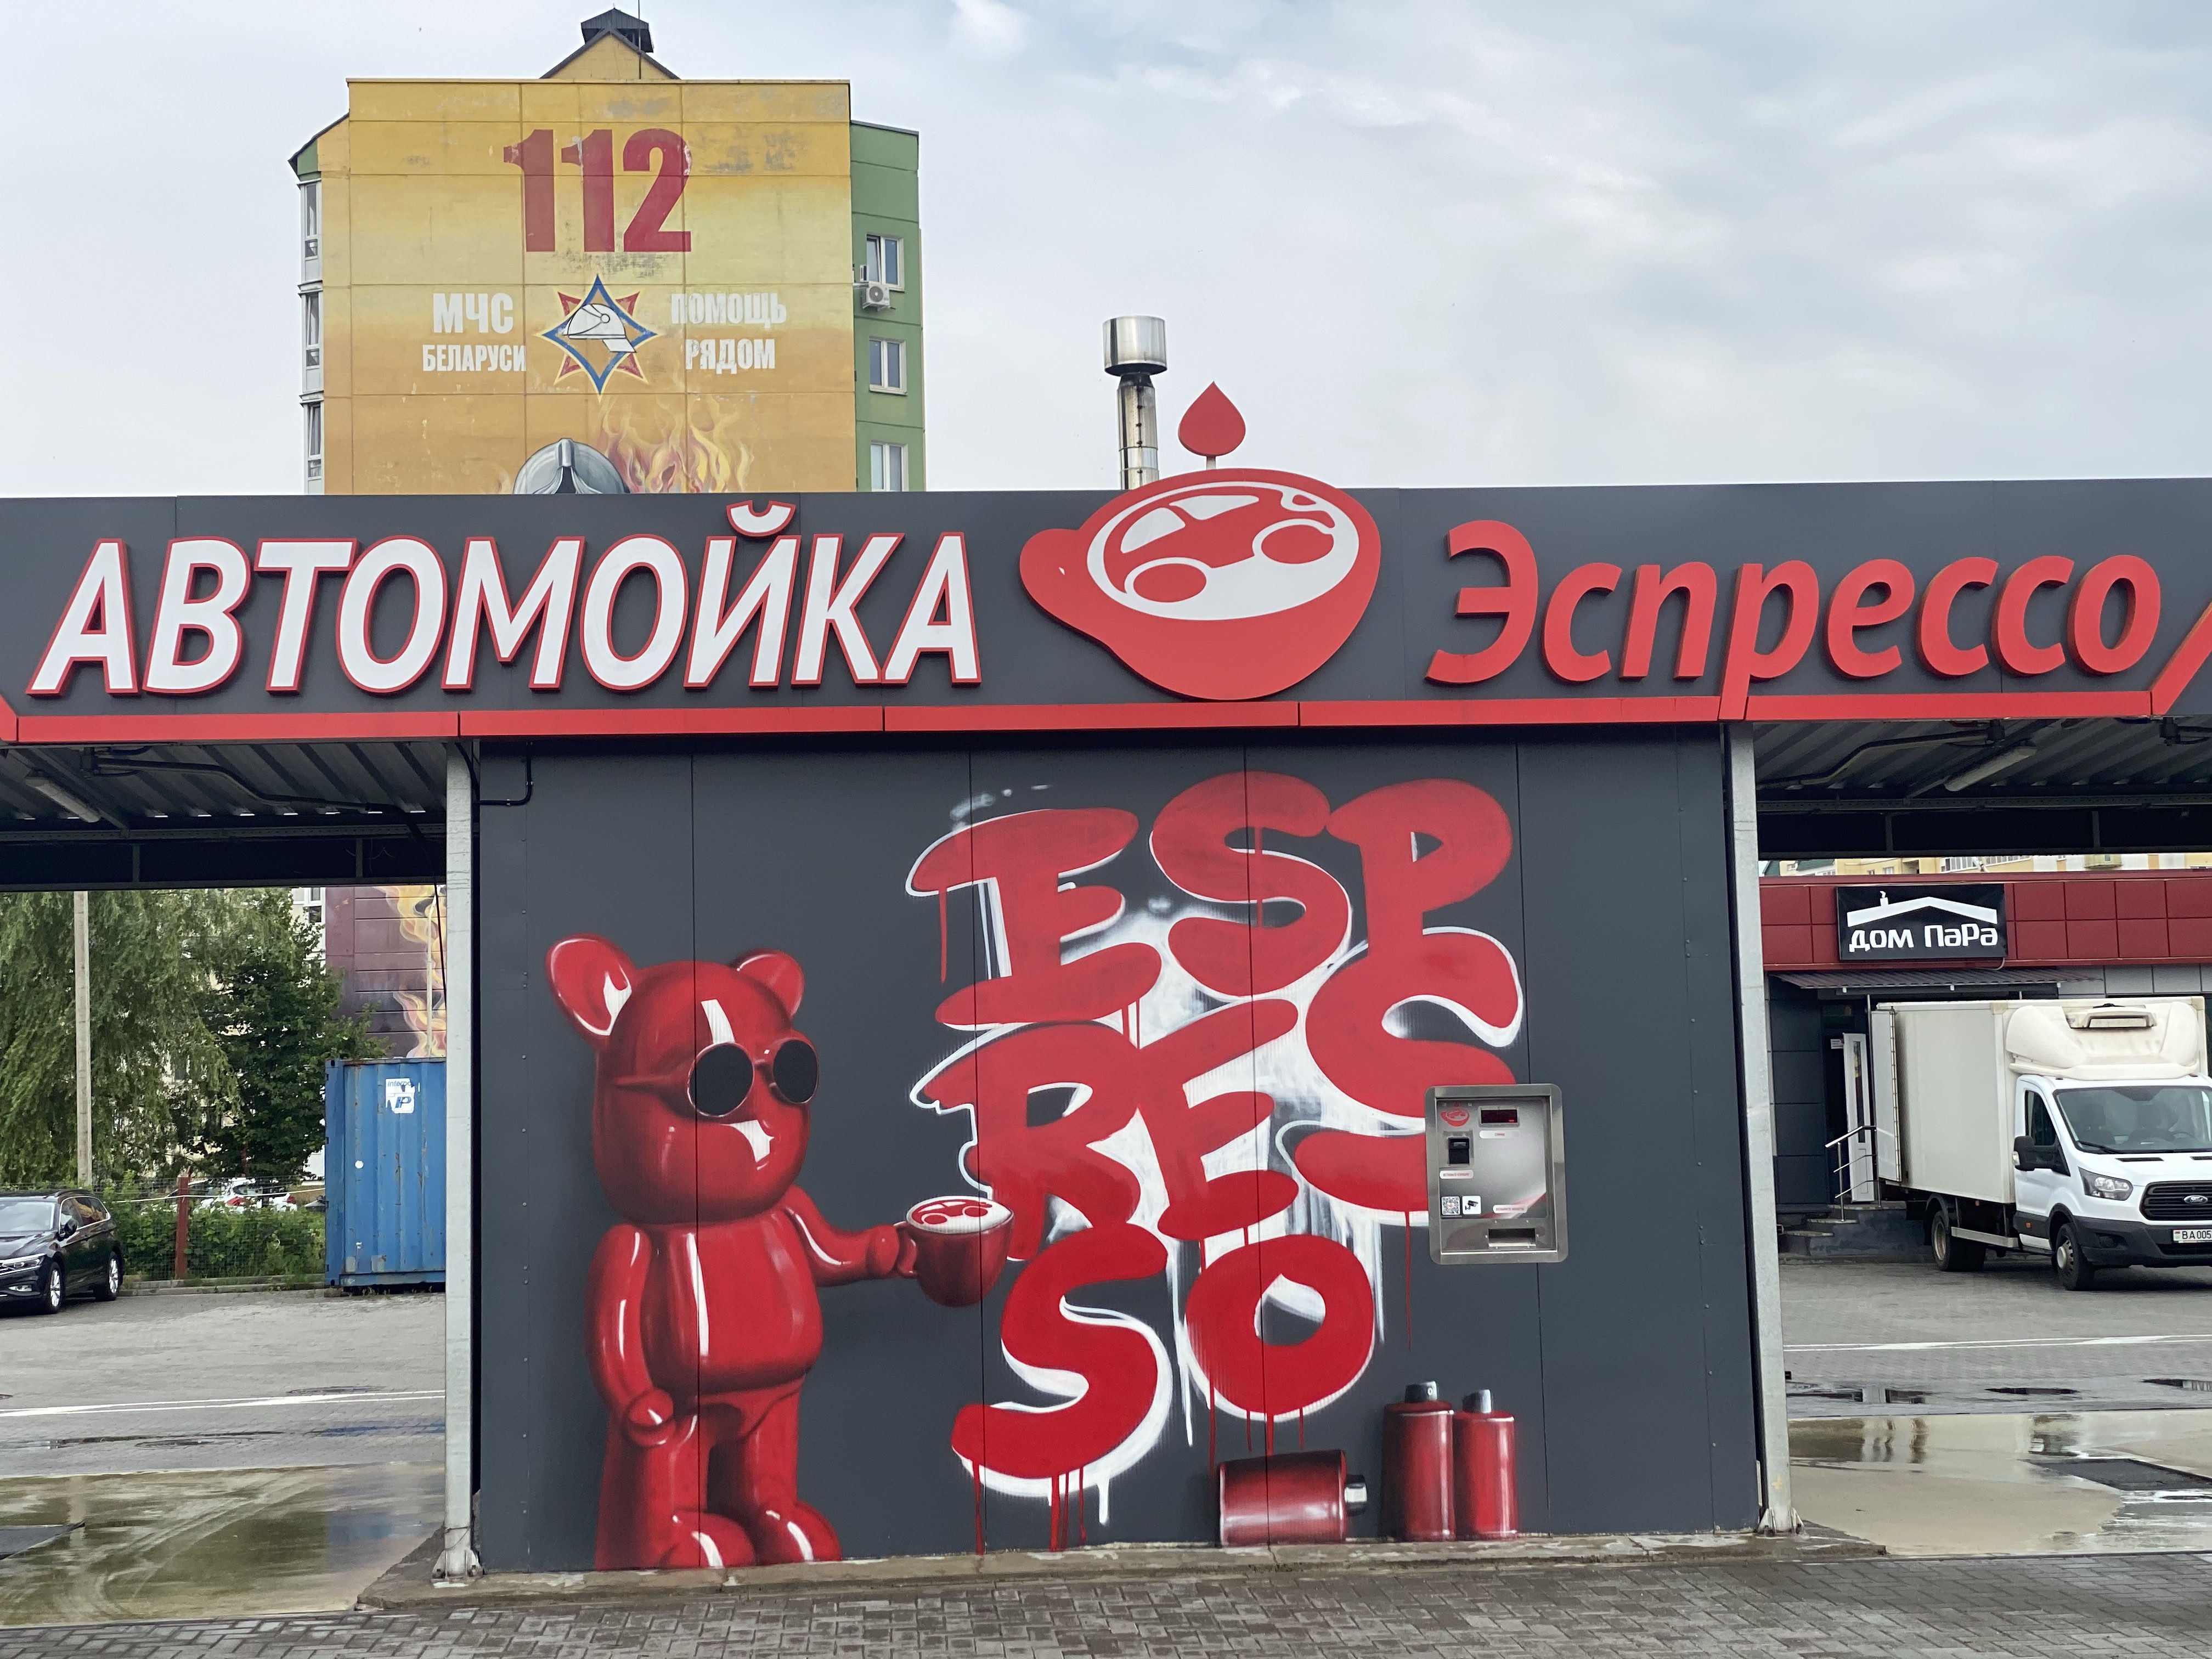 112
МЧС
БЕЛАРУСИ
ПОМОЩЬ
РЯДОМ
АВТОМОЙКА Эспрессо
ESP
RES
SO
дом ПаРа